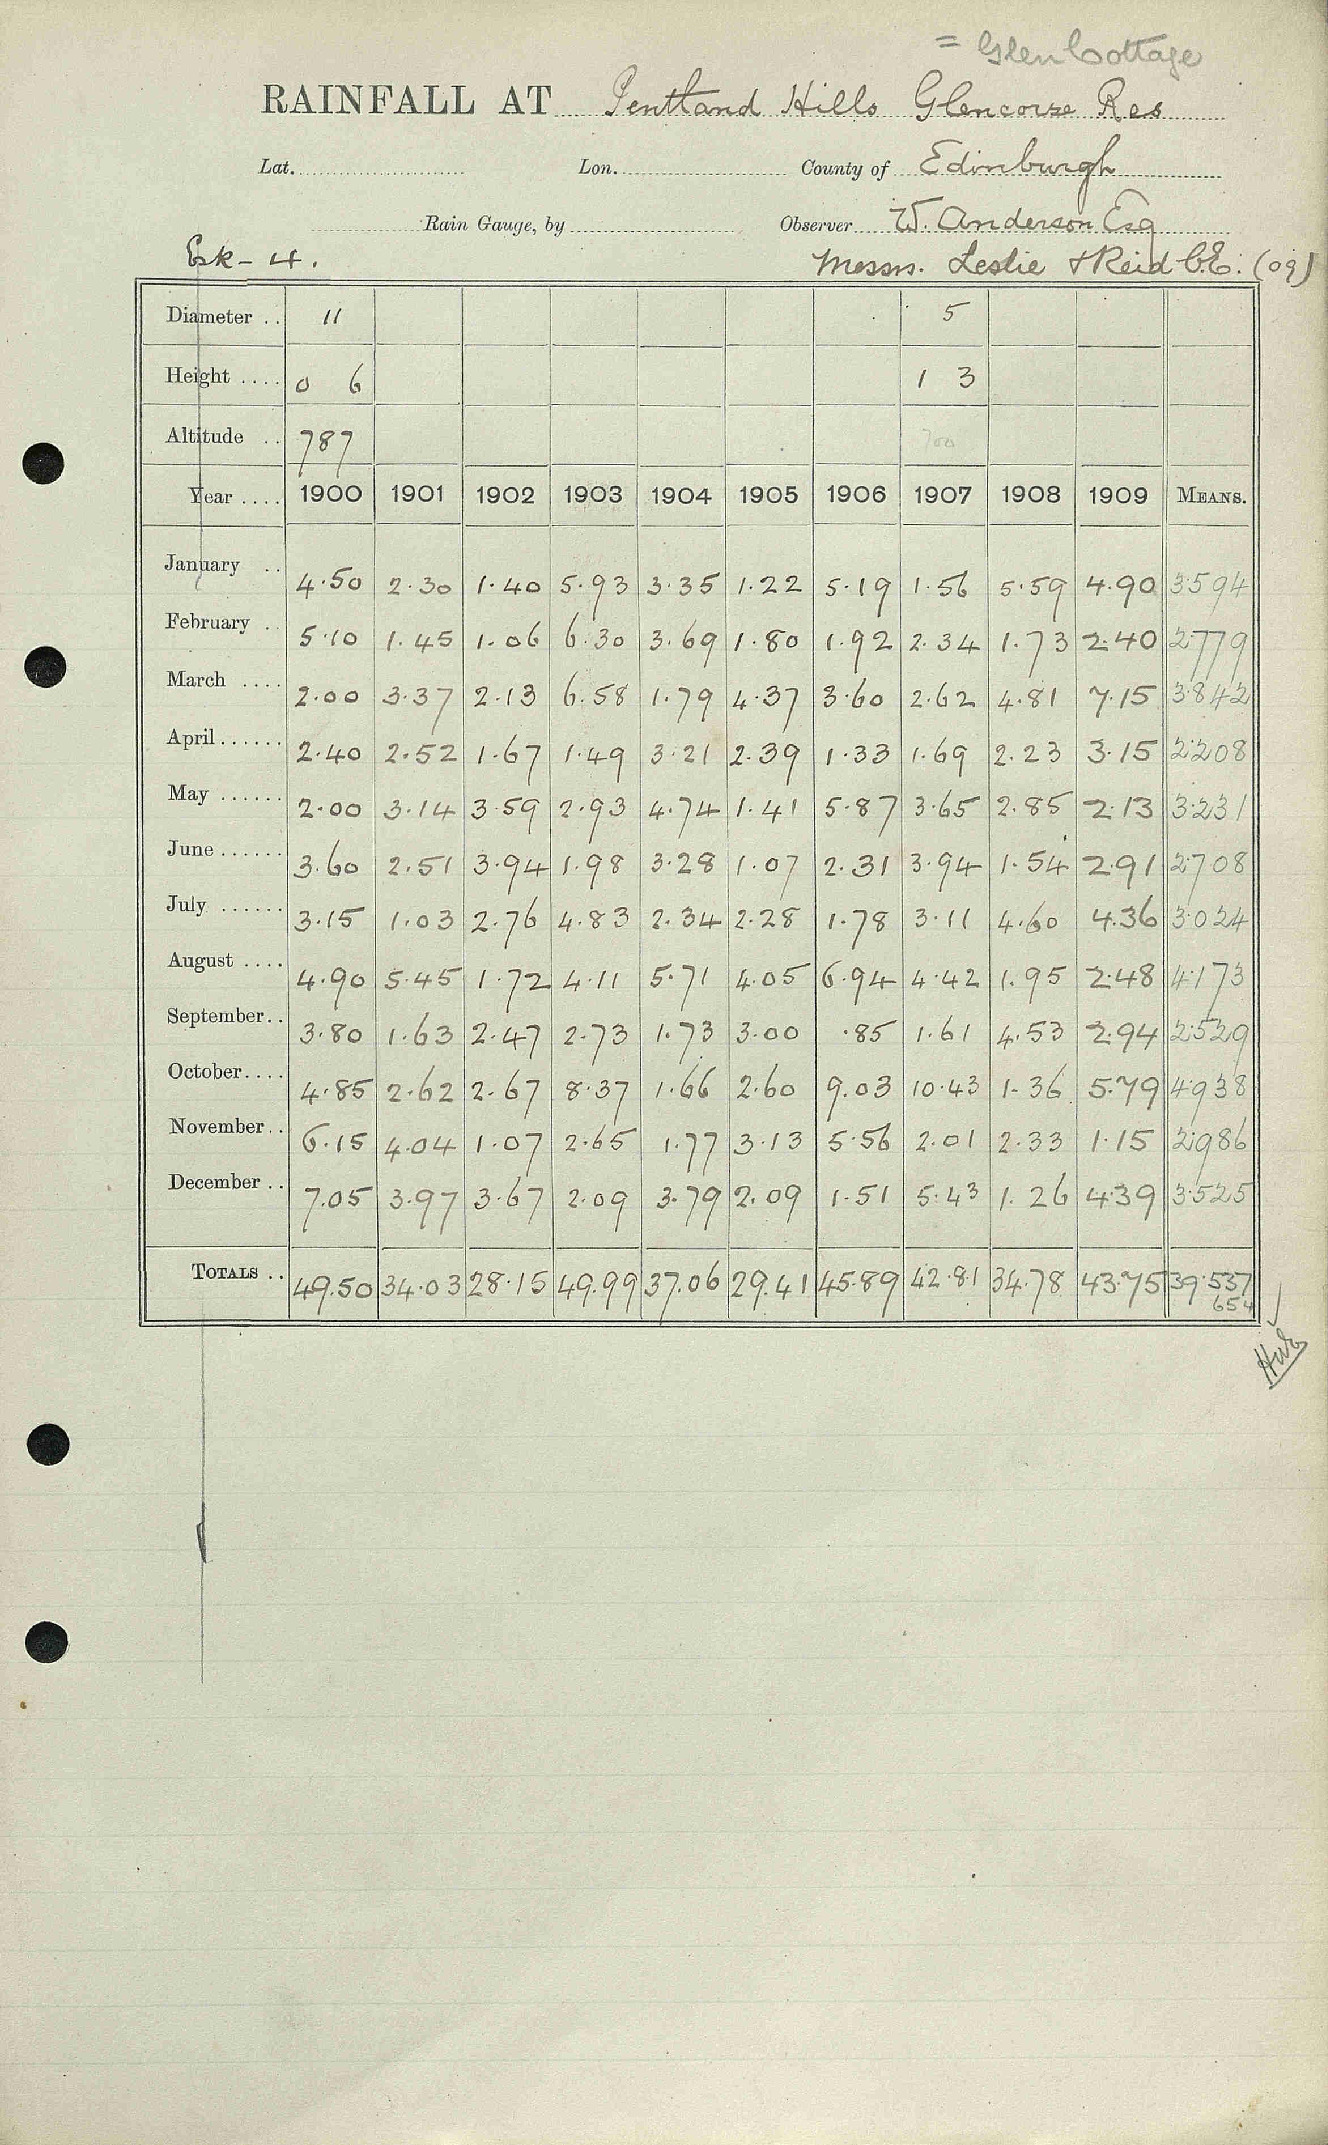 = Glen Cottage
RAINFALL AT Pentland Hills Glencorse Res
Lat. Lon. County of Edinburgh
Rain Gauge, by Observer W. Anderson Esq
Esk - 4. Messrs. Leslie & Reid C.E. (09)
Diameter .. 11 5
Height .... 0 6 1 3
Altitude .. 787 700
Year .... 1900 1901 1902 1903 1904 1905 1906 1907 1908 1909 MEANS.
January .. 4.50 2.30 1.40 5.93 3.35 1.22 5.19 1.56 5.59 4.90 3.594
February .. 5.10 1.45 1.06 6.30 3.69 1.80 1.92 2.34 1.73 2.40 2.779
March .... 2.00 3.37 2.13 6.58 1.79 4.37 3.60 2.62 4.81 7.15 3.842
April...... 2.40 2.52 1.67 1.49 3.21 2.39 1.33 1.69 2.23 3.15 2.208
May ...... 2.00 3.14 3.59 2.93 4.74 1.41 5.87 3.65 2.85 2.13 3.231
June...... 3.60 2.51 3.94 1.98 3.28 1.07 2.31 3.94 1.54 2.91 2.708
July ...... 3.15 1.03 2.76 4.83 2.34 2.28 1.78 3.11 4.60 4.36 3.024
August .... 4.90 5.45 1.72 4.11 5.71 4.05 6.94 4.42 1.95 2.48 4.173
September.. 3.80 1.63 2.47 2.73 1.73 3.00 .85 1.61 4.53 2.94 2.529
October.... 4.85 2.62 2.67 8.37 1.66 2.60 9.03 10.43 1.36 5.79 4.938
November.. 6.15 4.04 1.07 2.65 1.77 3.13 5.56 2.01 2.33 1.15 2.986
December .. 7.05 3.97 3.67 2.09 3.79 2.09 1.51 5.43 1.26 4.39 3.525
TOTALS .. 49.50 34.03 28.15 49.99 37.06 29.41 45.89 42.81 34.78 43.75 39.537
654